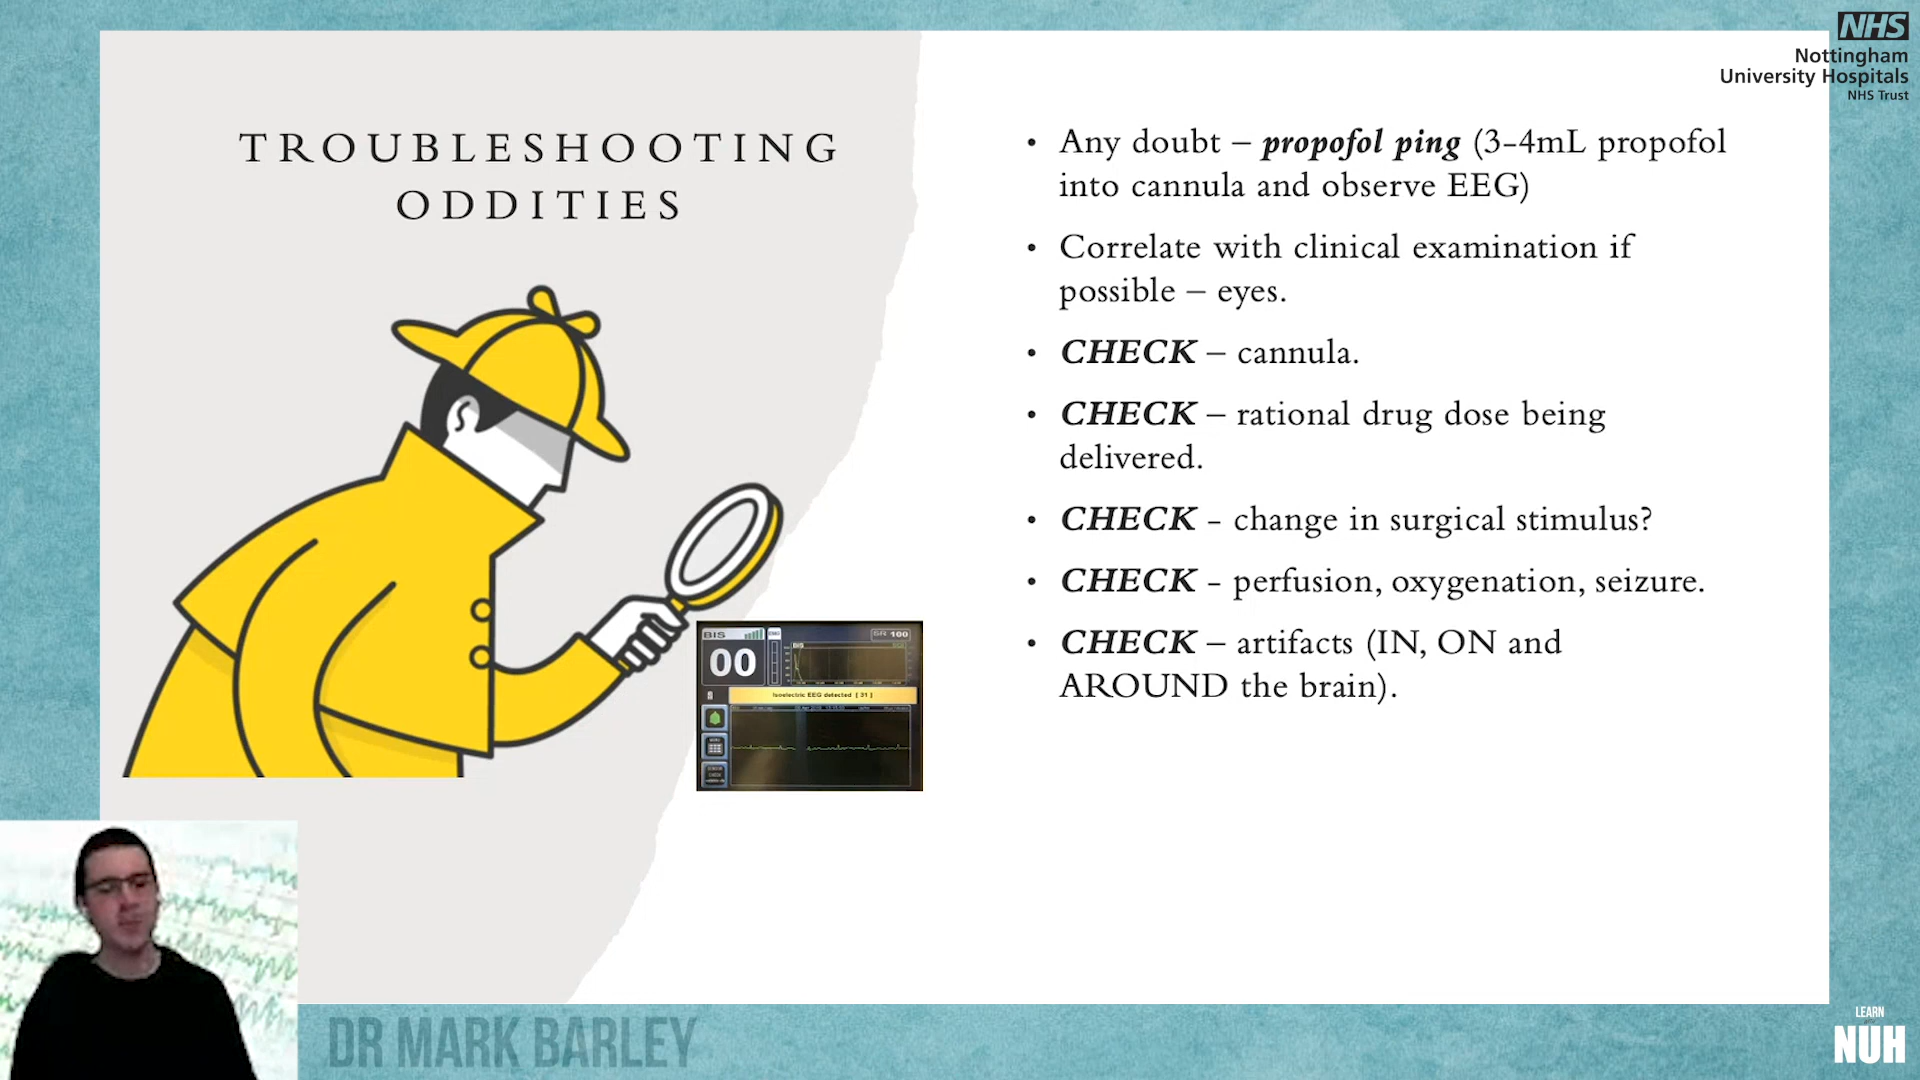 NHS
Nottingham
University Hospitals
NHS Trust
TROUBLESHOOTING
ODDITIES
• Any doubt – propofol ping (3-4mL propofol
into cannula and observe EEG)
• Correlate with clinical examination if
possible – eyes.
• CHECK – cannula.
• CHECK – rational drug dose being
delivered.
• CHECK - change in surgical stimulus?
• CHECK - perfusion, oxygenation, seizure.
• CHECK – artifacts (IN, ON and
AROUND the brain).
BIS
SR 100
00
Isoelectric EEG detected [ 31 ]
DR MARK BARLEY
LEARN
NUH